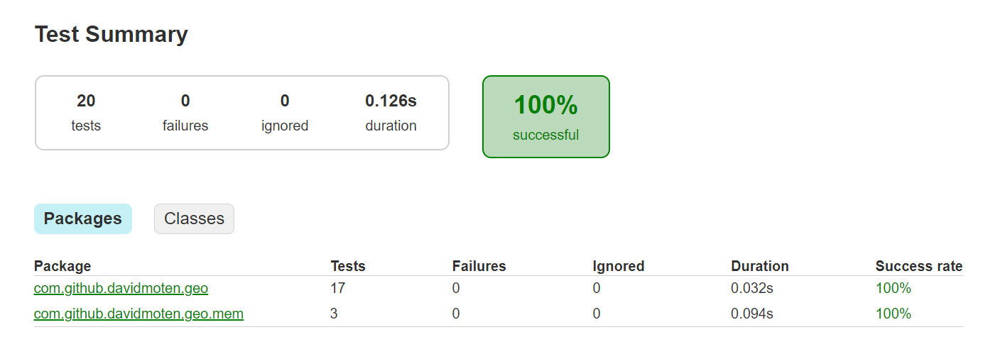 Test Summary
20 0 0 0.126s
tests failures ignored duration
100%
successful
Packages Classes
Package Tests Failures Ignored Duration Success rate
com.github.davidmoten.geo 17 0 0 0.032s 100%
com.github.davidmoten.geo.mem 3 0 0 0.094s 100%